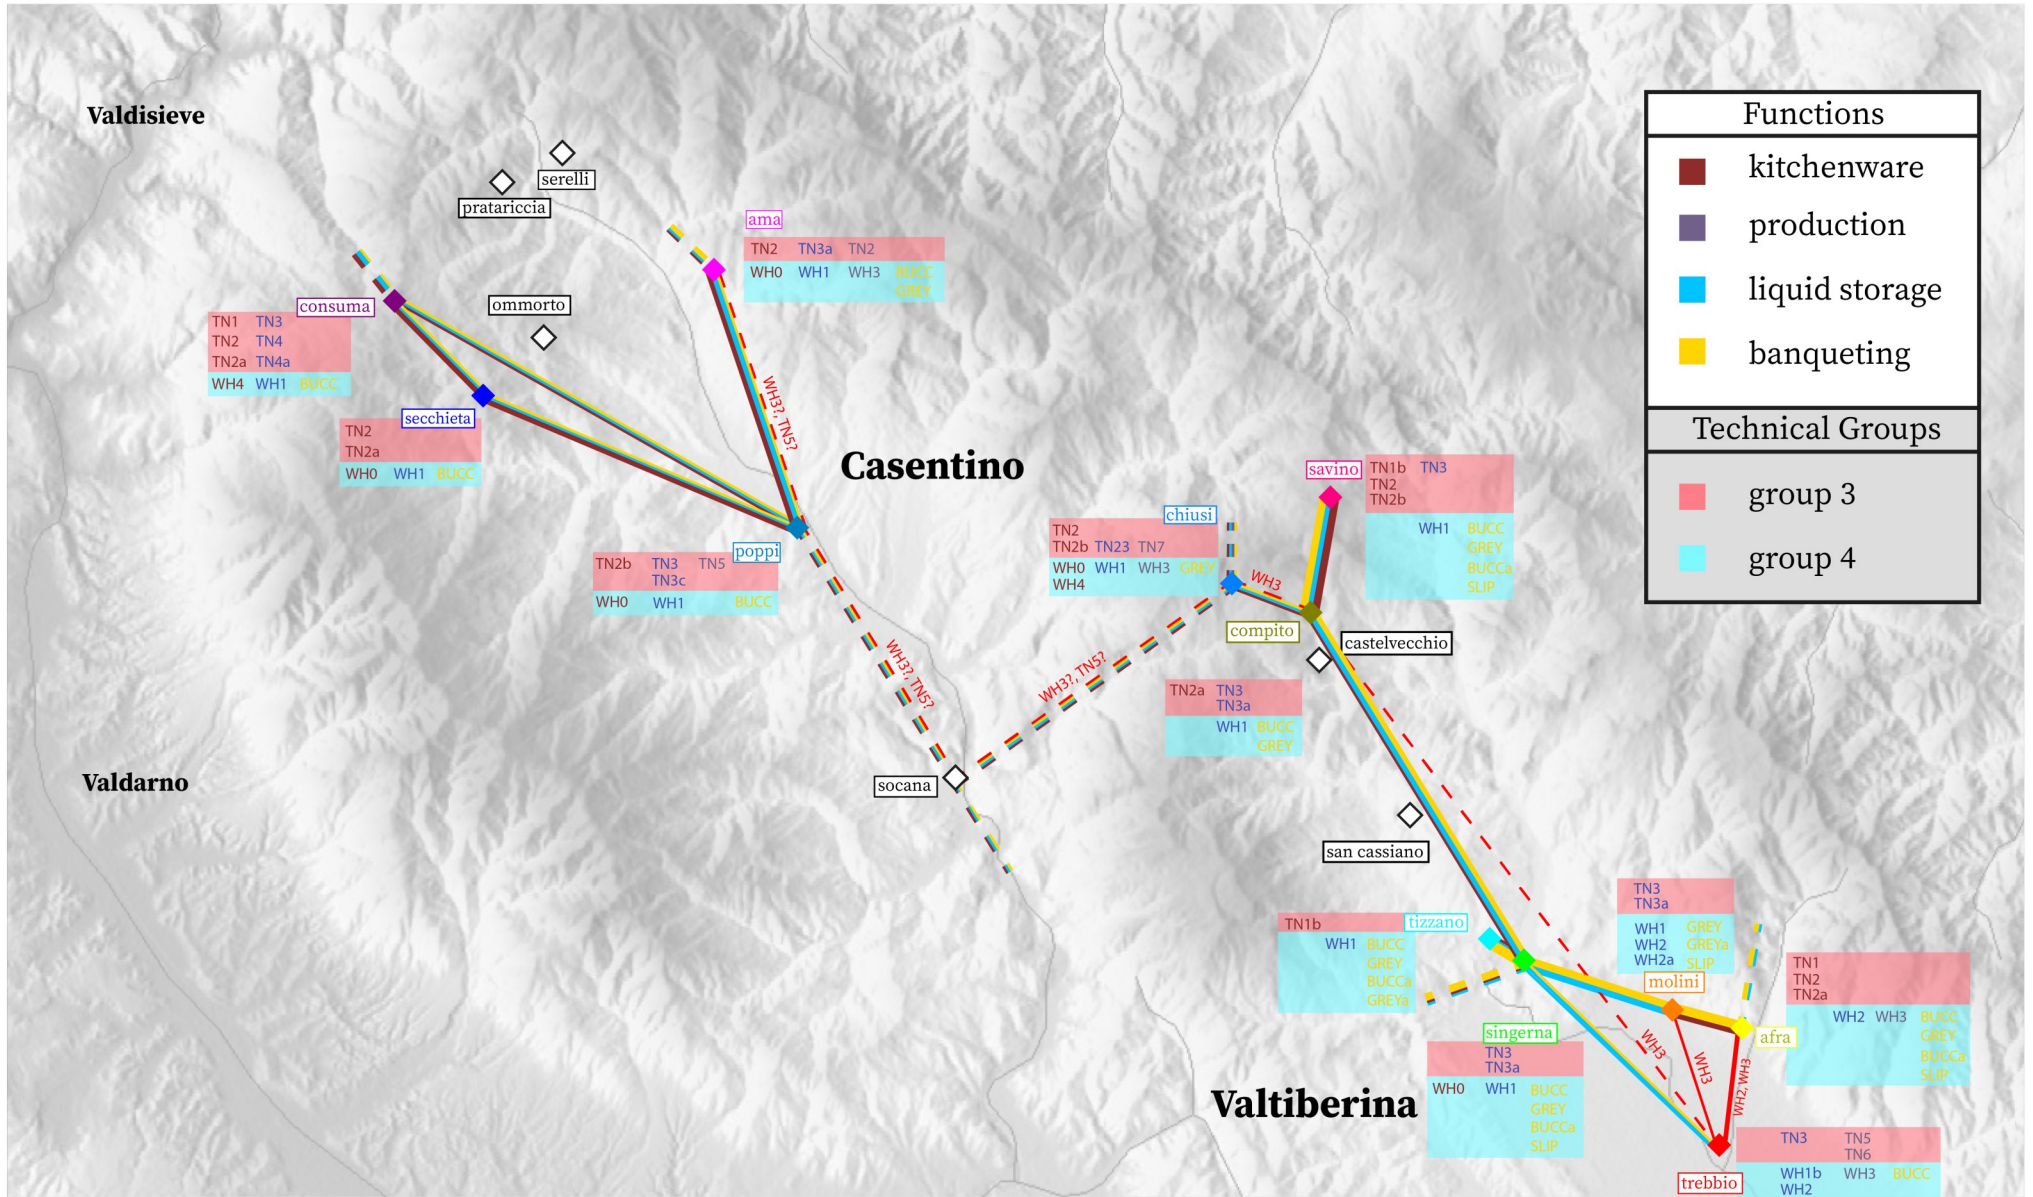 Valdisieve
serelli
pratariccia
ama
TN2 TN3a TN2
WH0 WH1 WH3 BUCC
GREY
consuma
ommorto
TN1 TN3
TN2 TN4
TN2a TN4a
WH4 WH1 BUCC
secchieta
TN2
TN2a
WH0 WH1 BUCC
WH3?, TN5?
Casentino
poppi
TN2b TN3 TN5
TN3c
WH0 WH1 BUCC
WH3?, TN5?
WH3?, TN5?
socana
Valdarno
chiusi
TN2
TN2b TN23 TN7
WH0 WH1 WH3 GREY
WH4
WH3
savino
TN1b TN3
TN2
TN2b
WH1 BUCC
GREY
BUCCa
SLIP
compito
castelvecchio
TN2a TN3
TN3a
WH1 BUCC
GREY
san cassiano
tizzano
TN1b
WH1 BUCC
GREY
BUCCa
GREYa
TN3
TN3a
WH1 GREY
WH2 GREYa
WH2a SLIP
molini
TN1
TN2
TN2a
WH2 WH3 BUCC
GREY
BUCCa
SLIP
afra
singerna
TN3
TN3a
WH0 WH1 BUCC
GREY
BUCCa
SLIP
WH3
WH3
WH2, WH3
Valtiberina
trebbio
TN3 TN5
TN6
WH1b WH3 BUCC
WH2
Functions
kitchenware
production
liquid storage
banqueting
Technical Groups
group 3
group 4